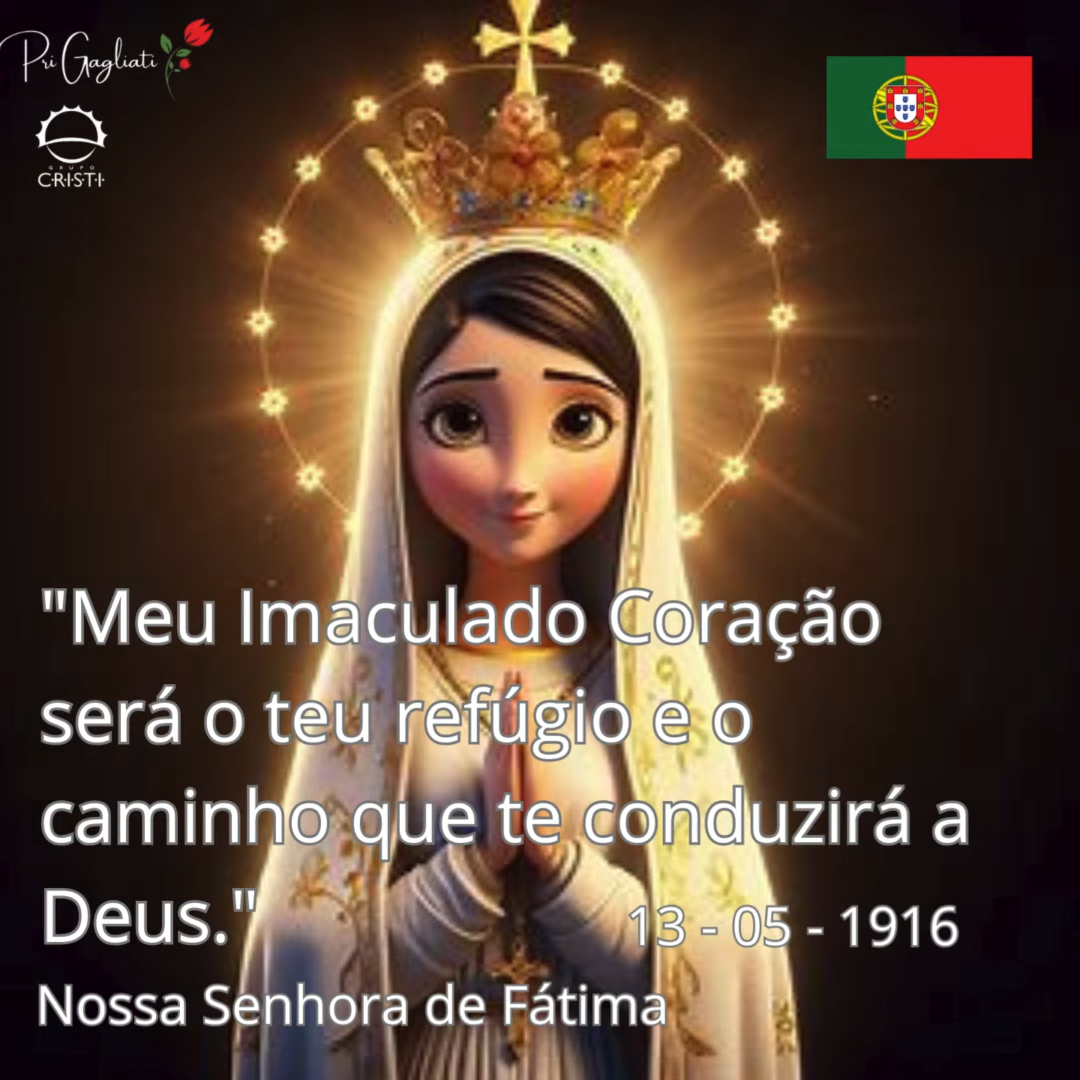 Pri Gagliati
GRUPO
CRISTI
"Meu Imaculado Coração
será o teu refúgio e o
caminho que te conduzirá a
Deus."
13 - 05 - 1916
Nossa Senhora de Fátima